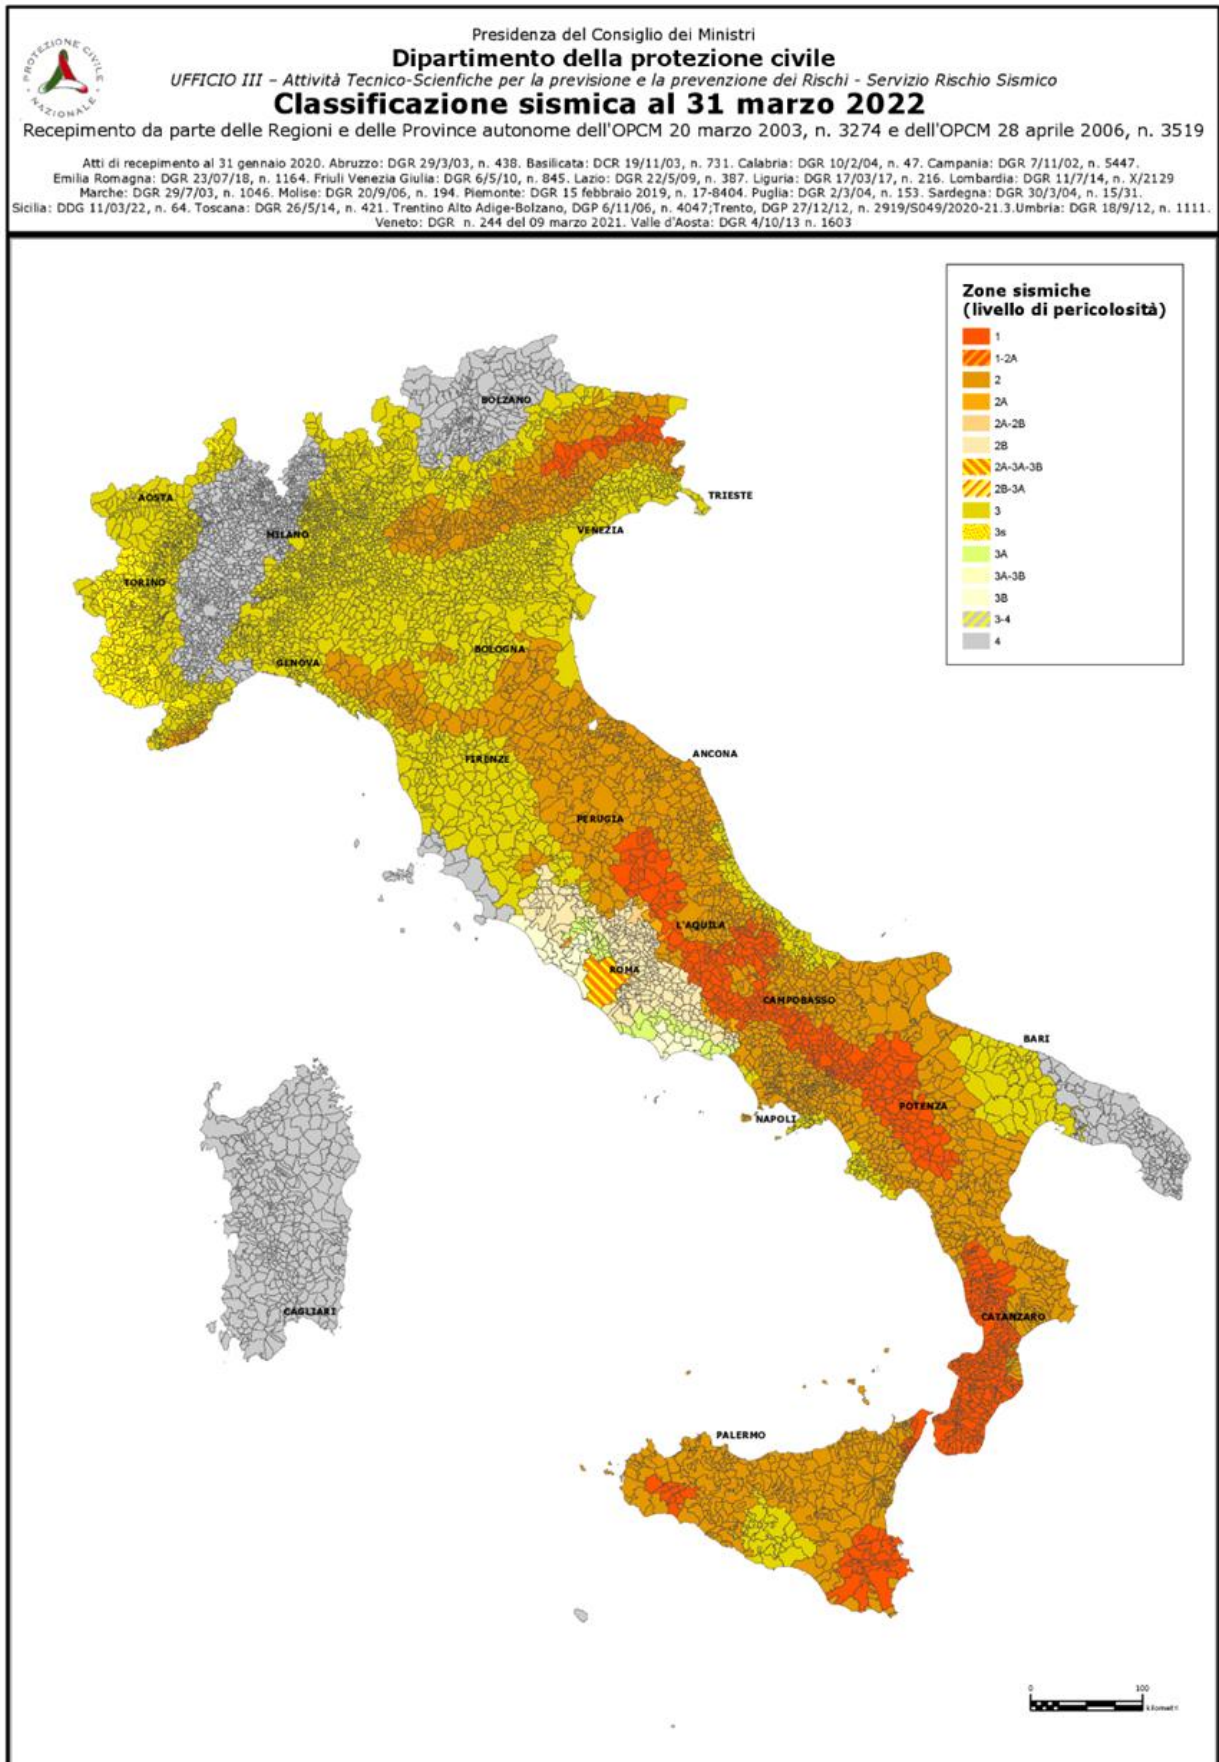 PROTEZIONE CIVILE
NAZIONALE
Presidenza del Consiglio dei Ministri
Dipartimento della protezione civile
UFFICIO III – Attività Tecnico-Scienfiche per la previsione e la prevenzione dei Rischi - Servizio Rischio Sismico
Classificazione sismica al 31 marzo 2022
Recepimento da parte delle Regioni e delle Province autonome dell'OPCM 20 marzo 2003, n. 3274 e dell'OPCM 28 aprile 2006, n. 3519
Atti di recepimento al 31 gennaio 2020. Abruzzo: DGR 29/3/03, n. 438. Basilicata: DCR 19/11/03, n. 731. Calabria: DGR 10/2/04, n. 47. Campania: DGR 7/11/02, n. 5447.
Emilia Romagna: DGR 23/07/18, n. 1164. Friuli Venezia Giulia: DGR 6/5/10, n. 845. Lazio: DGR 22/5/09, n. 387. Liguria: DGR 17/03/17, n. 216. Lombardia: DGR 11/7/14, n. X/2129
Marche: DGR 29/7/03, n. 1046. Molise: DGR 20/9/06, n. 194. Piemonte: DGR 15 febbraio 2019, n. 17-8404. Puglia: DGR 2/3/04, n. 153. Sardegna: DGR 30/3/04, n. 15/31.
Sicilia: DDG 11/03/22, n. 64. Toscana: DGR 26/5/14, n. 421. Trentino Alto Adige-Bolzano, DGP 6/11/06, n. 4047;Trento, DGP 27/12/12, n. 2919/S049/2020-21.3.Umbria: DGR 18/9/12, n. 1111.
Veneto: DGR n. 244 del 09 marzo 2021. Valle d'Aosta: DGR 4/10/13 n. 1603
Zone sismiche
(livello di pericolosità)
1
1-2A
2
2A
2A-2B
2B
2A-3A-3B
2B-3A
3
3s
3A
3A-3B
3B
3-4
4
BOLZANO
AOSTA
TRIESTE
MILANO
VENEZIA
TORINO
BOLOGNA
GENOVA
ANCONA
FIRENZE
PERUGIA
L'AQUILA
ROMA
CAMPOBASSO
BARI
POTENZA
NAPOLI
CAGLIARI
CATANZARO
PALERMO
0 100
kilometri